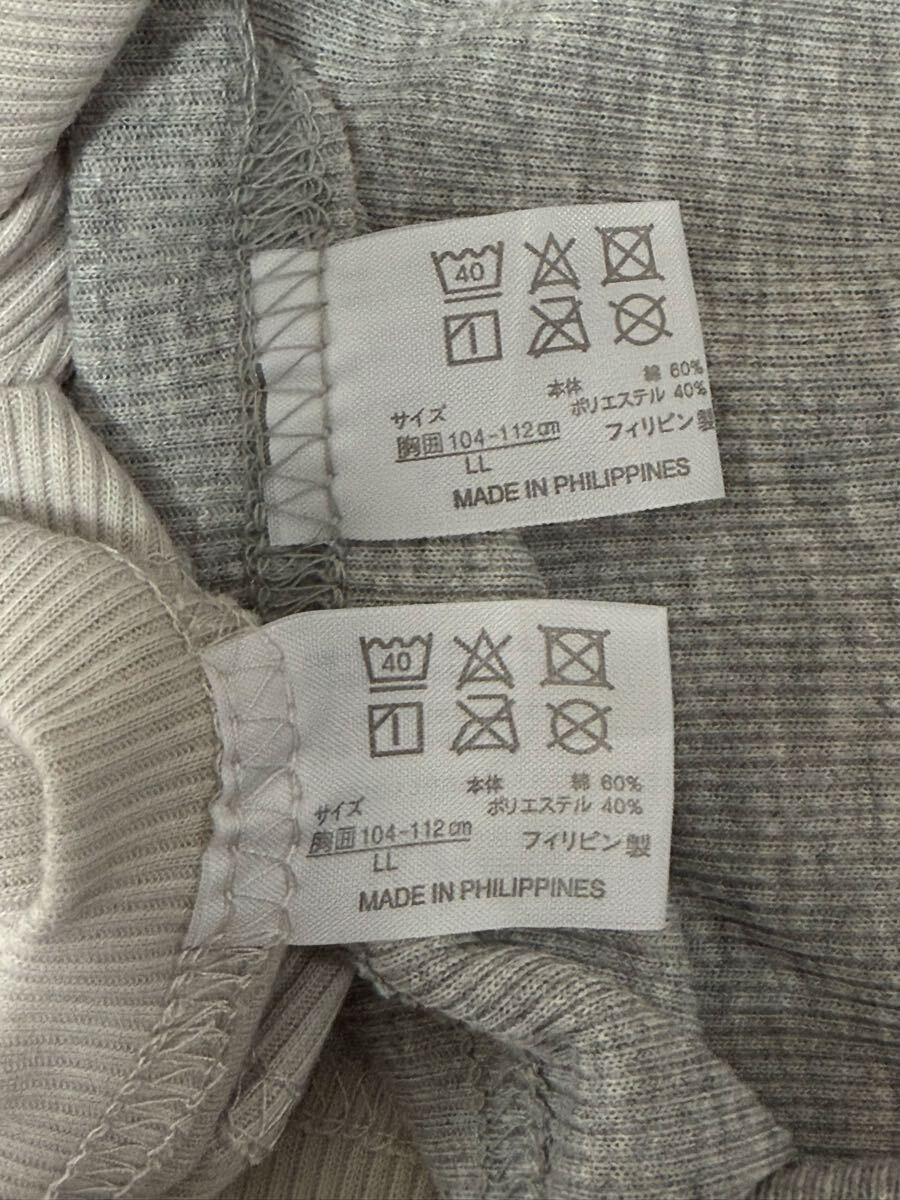 40
本体 綿 60%
ポリエステル 40%
サイズ
胸囲 104-112cm
フィリピン製
LL
MADE IN PHILIPPINES
40
本体 綿 60%
ポリエステル 40%
サイズ
胸囲 104-112cm
フィリピン製
LL
MADE IN PHILIPPINES